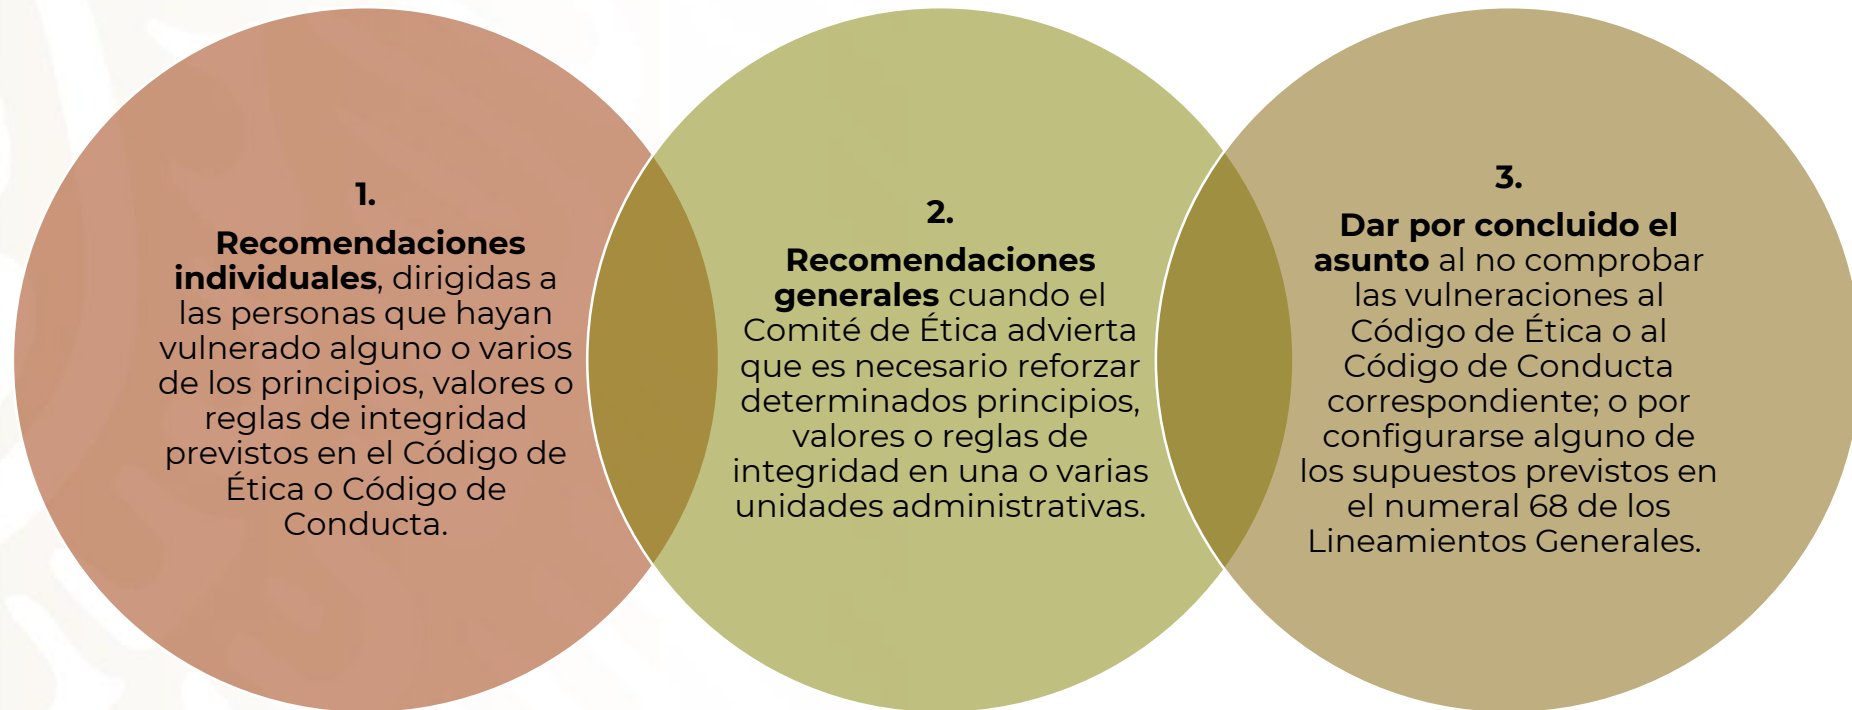 1.
Recomendaciones
individuales, dirigidas a
las personas que hayan
vulnerado alguno o varios
de los principios, valores o
reglas de integridad
previstos en el Código de
Ética o Código de
Conducta.
2.
Recomendaciones
generales cuando el
Comité de Ética advierta
que es necesario reforzar
determinados principios,
valores o reglas de
integridad en una o varias
unidades administrativas.
3.
Dar por concluido el
asunto al no comprobar
las vulneraciones al
Código de Ética o al
Código de Conducta
correspondiente; o por
configurarse alguno de
los supuestos previstos en
el numeral 68 de los
Lineamientos Generales.